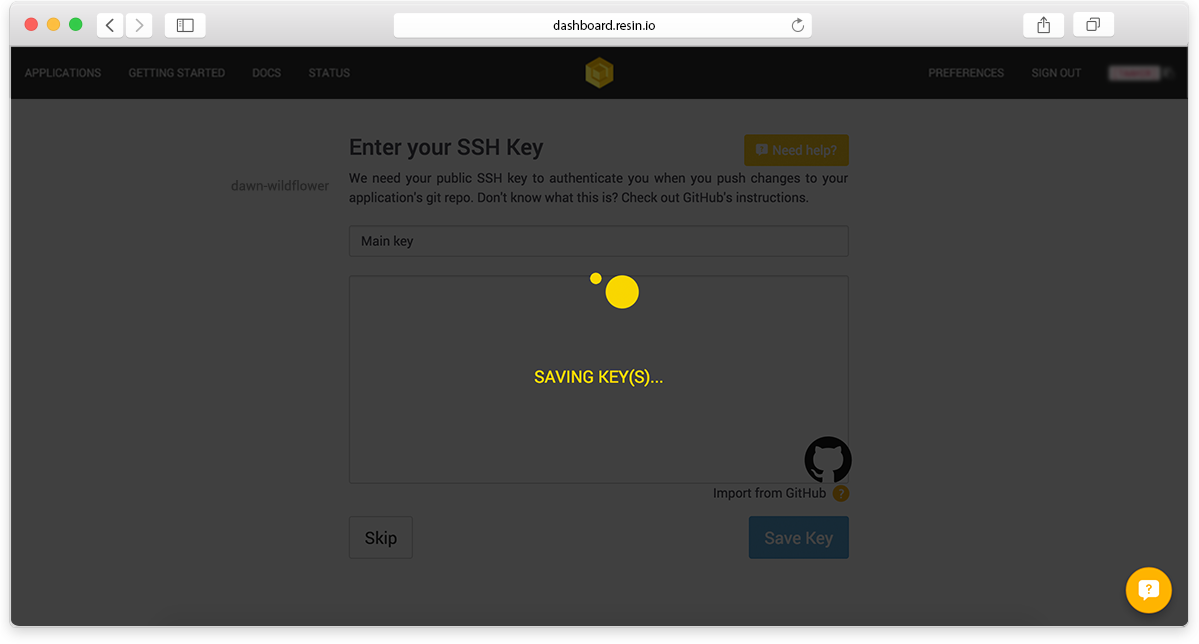 dashboard.resin.io
APPLICATIONS GETTING STARTED DOCS STATUS PREFERENCES SIGN OUT
Enter your SSH Key
Need help?
dawn-wildflower
We need your public SSH key to authenticate you when you push changes to your
application's git repo. Don't know what this is? Check out GitHub's instructions.
Main key
SAVING KEY(S)...
Import from GitHub ?
Skip
Save Key
?